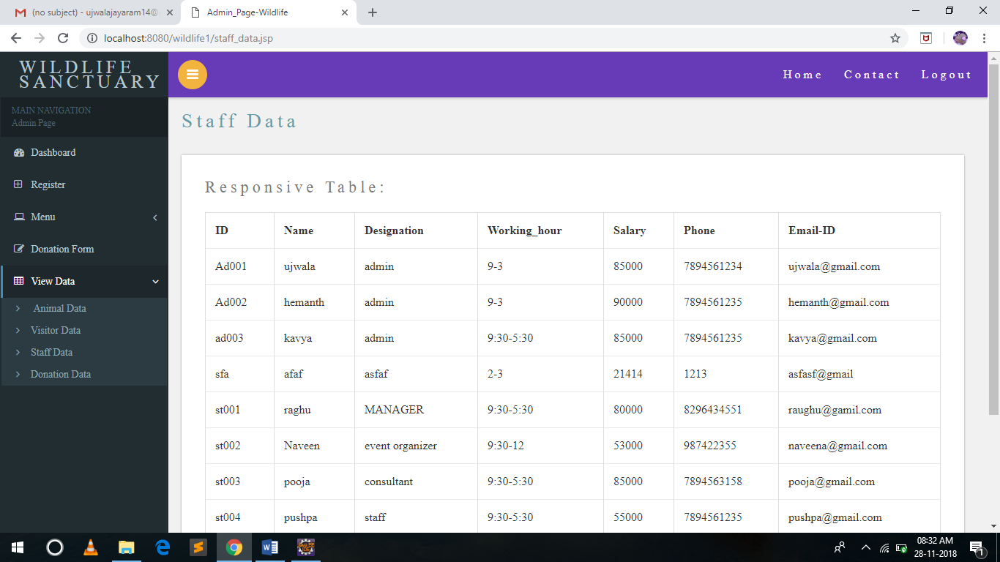 (no subject) - ujwalajayaram14@
Admin_Page-Wildlife
localhost:8080/wildlife1/staff_data.jsp
WILDLIFE
SANCTUARY
Home Contact Logout
MAIN NAVIGATION
Admin Page
Dashboard
Register
Menu
Donation Form
View Data
Animal Data
Visitor Data
Staff Data
Donation Data
Staff Data
Responsive Table:
ID Name Designation Working_hour Salary Phone Email-ID
Ad001 ujwala admin 9-3 85000 7894561234 ujwala@gmail.com
Ad002 hemanth admin 9-3 90000 7894561235 hemanth@gmail.com
ad003 kavya admin 9:30-5:30 85000 7894561235 kavya@gmail.com
sfa afaf asfaf 2-3 21414 1213 asfasf@gmail
st001 raghu MANAGER 9:30-5:30 80000 8296434551 raughu@gamil.com
st002 Naveen event organizer 9:30-12 53000 987422355 naveena@gmail.com
st003 pooja consultant 9:30-5:30 85000 7894563158 pooja@gmail.com
st004 pushpa staff 9:30-5:30 55000 7894561235 pushpa@gmail.com
08:32 AM
28-11-2018
1